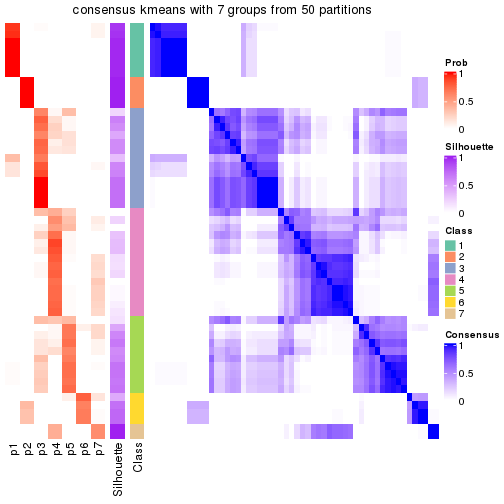 consensus kmeans with 7 groups from 50 partitions
Prob
1
0.5
0
Silhouette
1
0.5
0
Class
1
2
3
4
5
6
7
Consensus
1
0.5
0
p1
p2
p3
p4
p5
p6
p7
Silhouette
Class